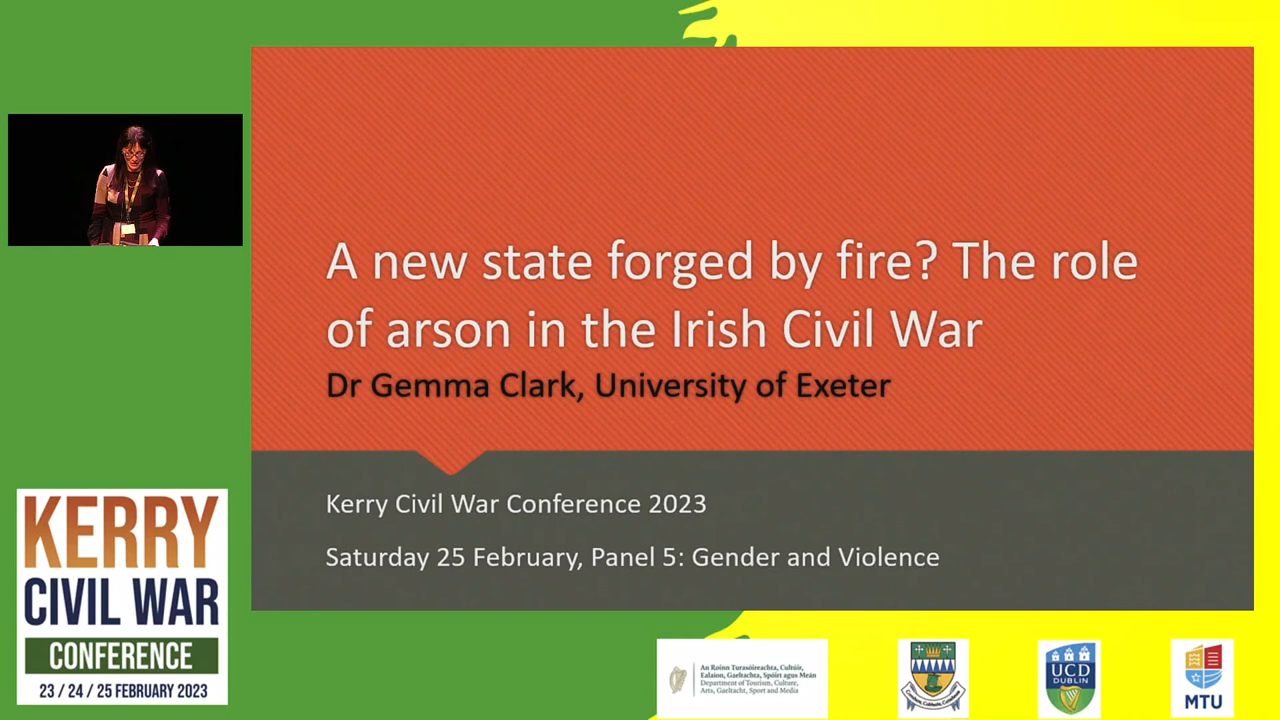 A new state forged by fire? The role
of arson in the Irish Civil War
Dr Gemma Clark, University of Exeter
Kerry Civil War Conference 2023
Saturday 25 February, Panel 5: Gender and Violence
KERRY
CIVIL WAR
CONFERENCE
23 / 24 / 25 FEBRUARY 2023
An Roinn Turasóireachta, Cultúir,
Ealaíon, Gaeltachta, Spóirt agus Meán
Department of Tourism, Culture,
Arts, Gaeltacht, Sport and Media
UCD
DUBLIN
MTU